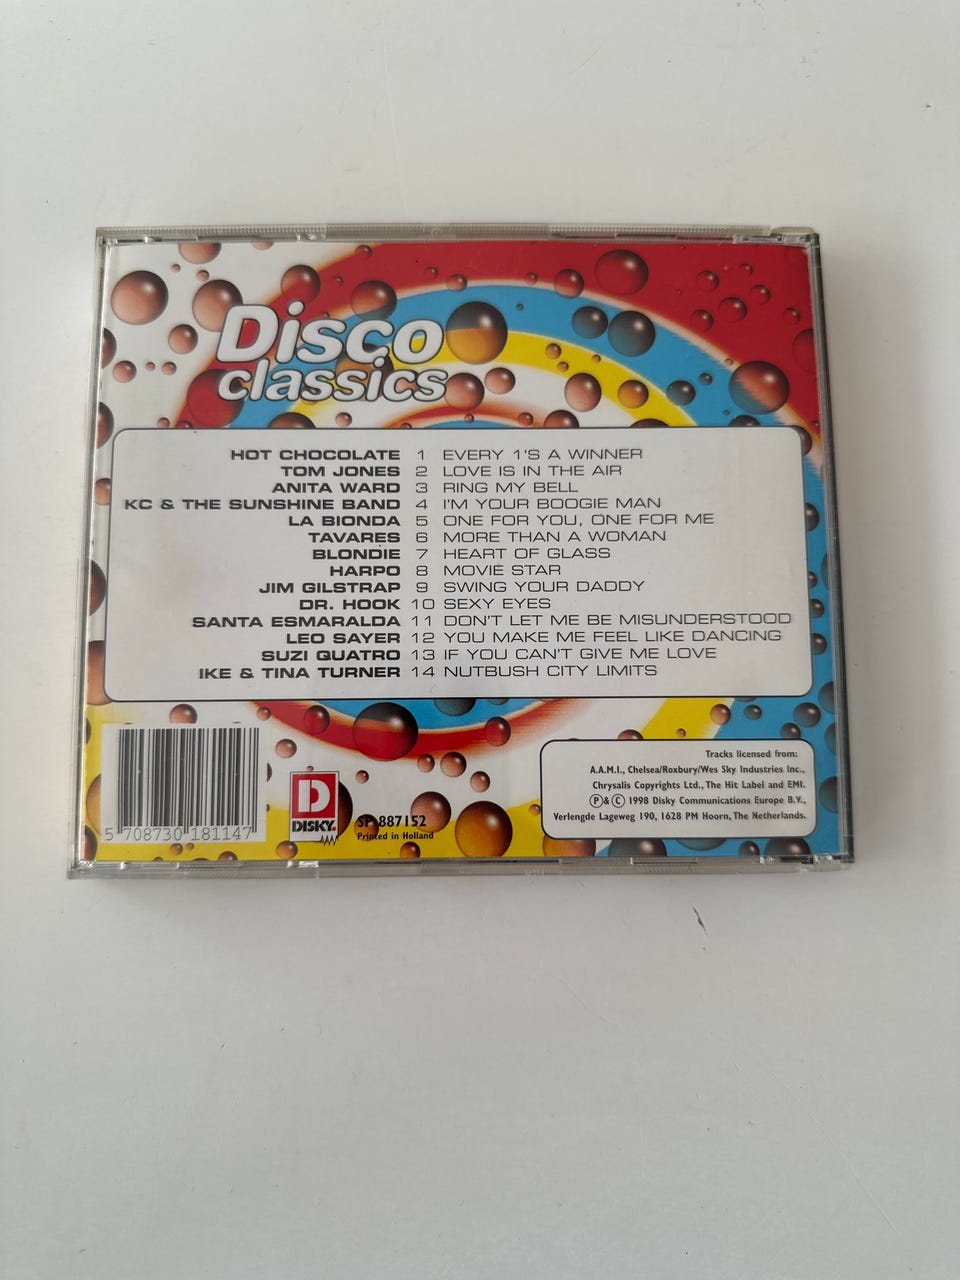 Disco
classics
HOT CHOCOLATE 1 EVERY 1'S A WINNER
TOM JONES 2 LOVE IS IN THE AIR
ANITA WARD 3 RING MY BELL
KC & THE SUNSHINE BAND 4 I'M YOUR BOOGIE MAN
LA BIONDA 5 ONE FOR YOU, ONE FOR ME
TAVARES 6 MORE THAN A WOMAN
BLONDIE 7 HEART OF GLASS
HARPO 8 MOVIE STAR
JIM GILSTRAP 9 SWING YOUR DADDY
DR. HOOK 10 SEXY EYES
SANTA ESMARALDA 11 DON'T LET ME BE MISUNDERSTOOD
LEO SAYER 12 YOU MAKE ME FEEL LIKE DANCING
SUZI QUATRO 13 IF YOU CAN'T GIVE ME LOVE
IKE & TINA TURNER 14 NUTBUSH CITY LIMITS
5 708730 181147
D
DISKY
SP 887152
Printed in Holland
Tracks licensed from:
A.A.M.I., Chelsea/Roxbury/Wes Sky Industries Inc.,
Chrysalis Copyrights Ltd., The Hit Label and EMI.
Ⓟ&Ⓒ 1998 Disky Communications Europe B.V.,
Verlengde Lageweg 190, 1628 PM Hoorn, The Netherlands.